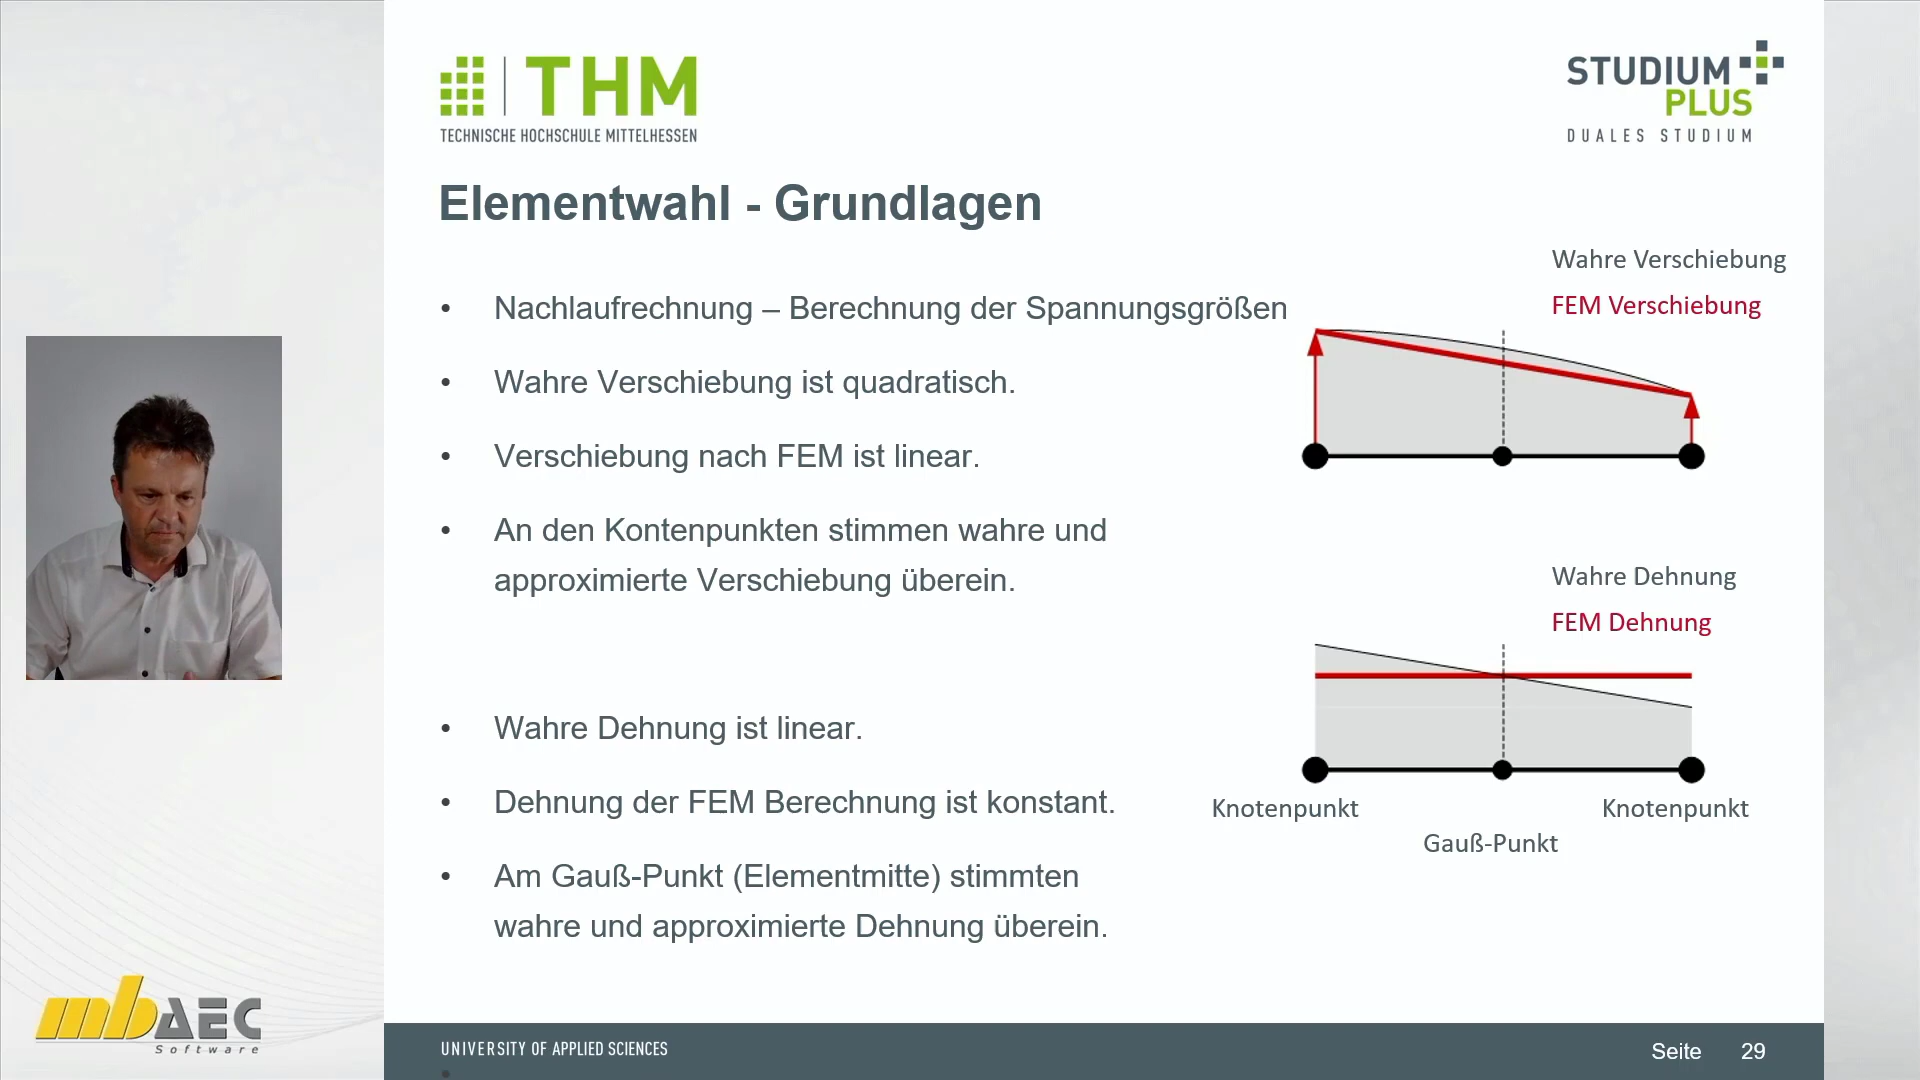 THM
TECHNISCHE HOCHSCHULE MITTELHESSEN
STUDIUM
PLUS
DUALES STUDIUM
Elementwahl - Grundlagen
• Nachlaufrechnung – Berechnung der Spannungsgrößen
• Wahre Verschiebung ist quadratisch.
• Verschiebung nach FEM ist linear.
• An den Kontenpunkten stimmen wahre und
approximierte Verschiebung überein.
• Wahre Dehnung ist linear.
• Dehnung der FEM Berechnung ist konstant.
• Am Gauß-Punkt (Elementmitte) stimmten
wahre und approximierte Dehnung überein.
Wahre Verschiebung
FEM Verschiebung
Wahre Dehnung
FEM Dehnung
Knotenpunkt
Knotenpunkt
Gauß-Punkt
mb AEC
Software
UNIVERSITY OF APPLIED SCIENCES
Seite 29